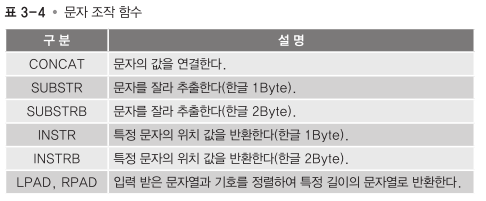 표 3-4 • 문자 조작 함수
구 분 설 명
CONCAT 문자의 값을 연결한다.
SUBSTR 문자를 잘라 추출한다(한글 1Byte).
SUBSTRB 문자를 잘라 추출한다(한글 2Byte).
INSTR 특정 문자의 위치 값을 반환한다(한글 1Byte).
INSTRB 특정 문자의 위치 값을 반환한다(한글 2Byte).
LPAD, RPAD 입력 받은 문자열과 기호를 정렬하여 특정 길이의 문자열로 반환한다.